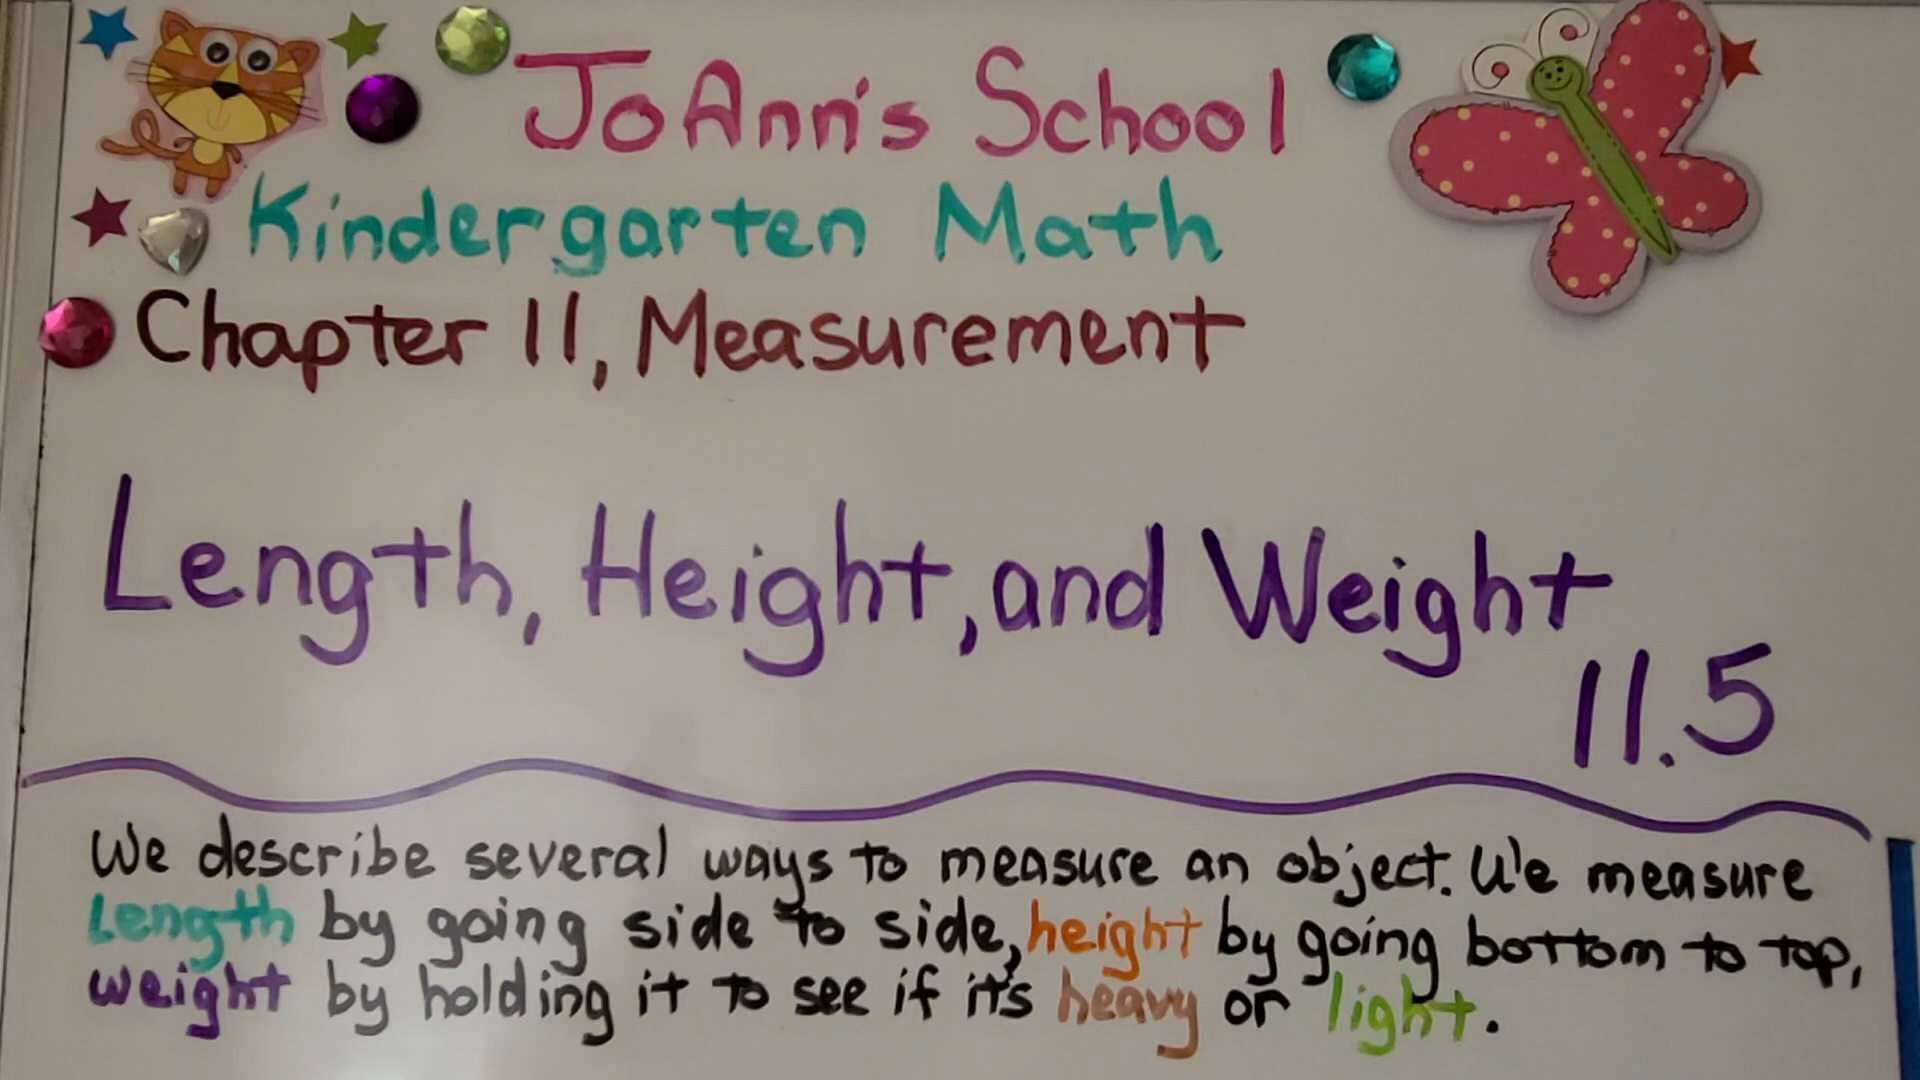 JoAnn's School
Kindergarten Math
Chapter 11, Measurement
Length, Height, and Weight
11.5
We describe several ways to measure an object. We measure
Length by going side to side, height by going bottom to top,
weight by holding it to see if it's heavy or light.